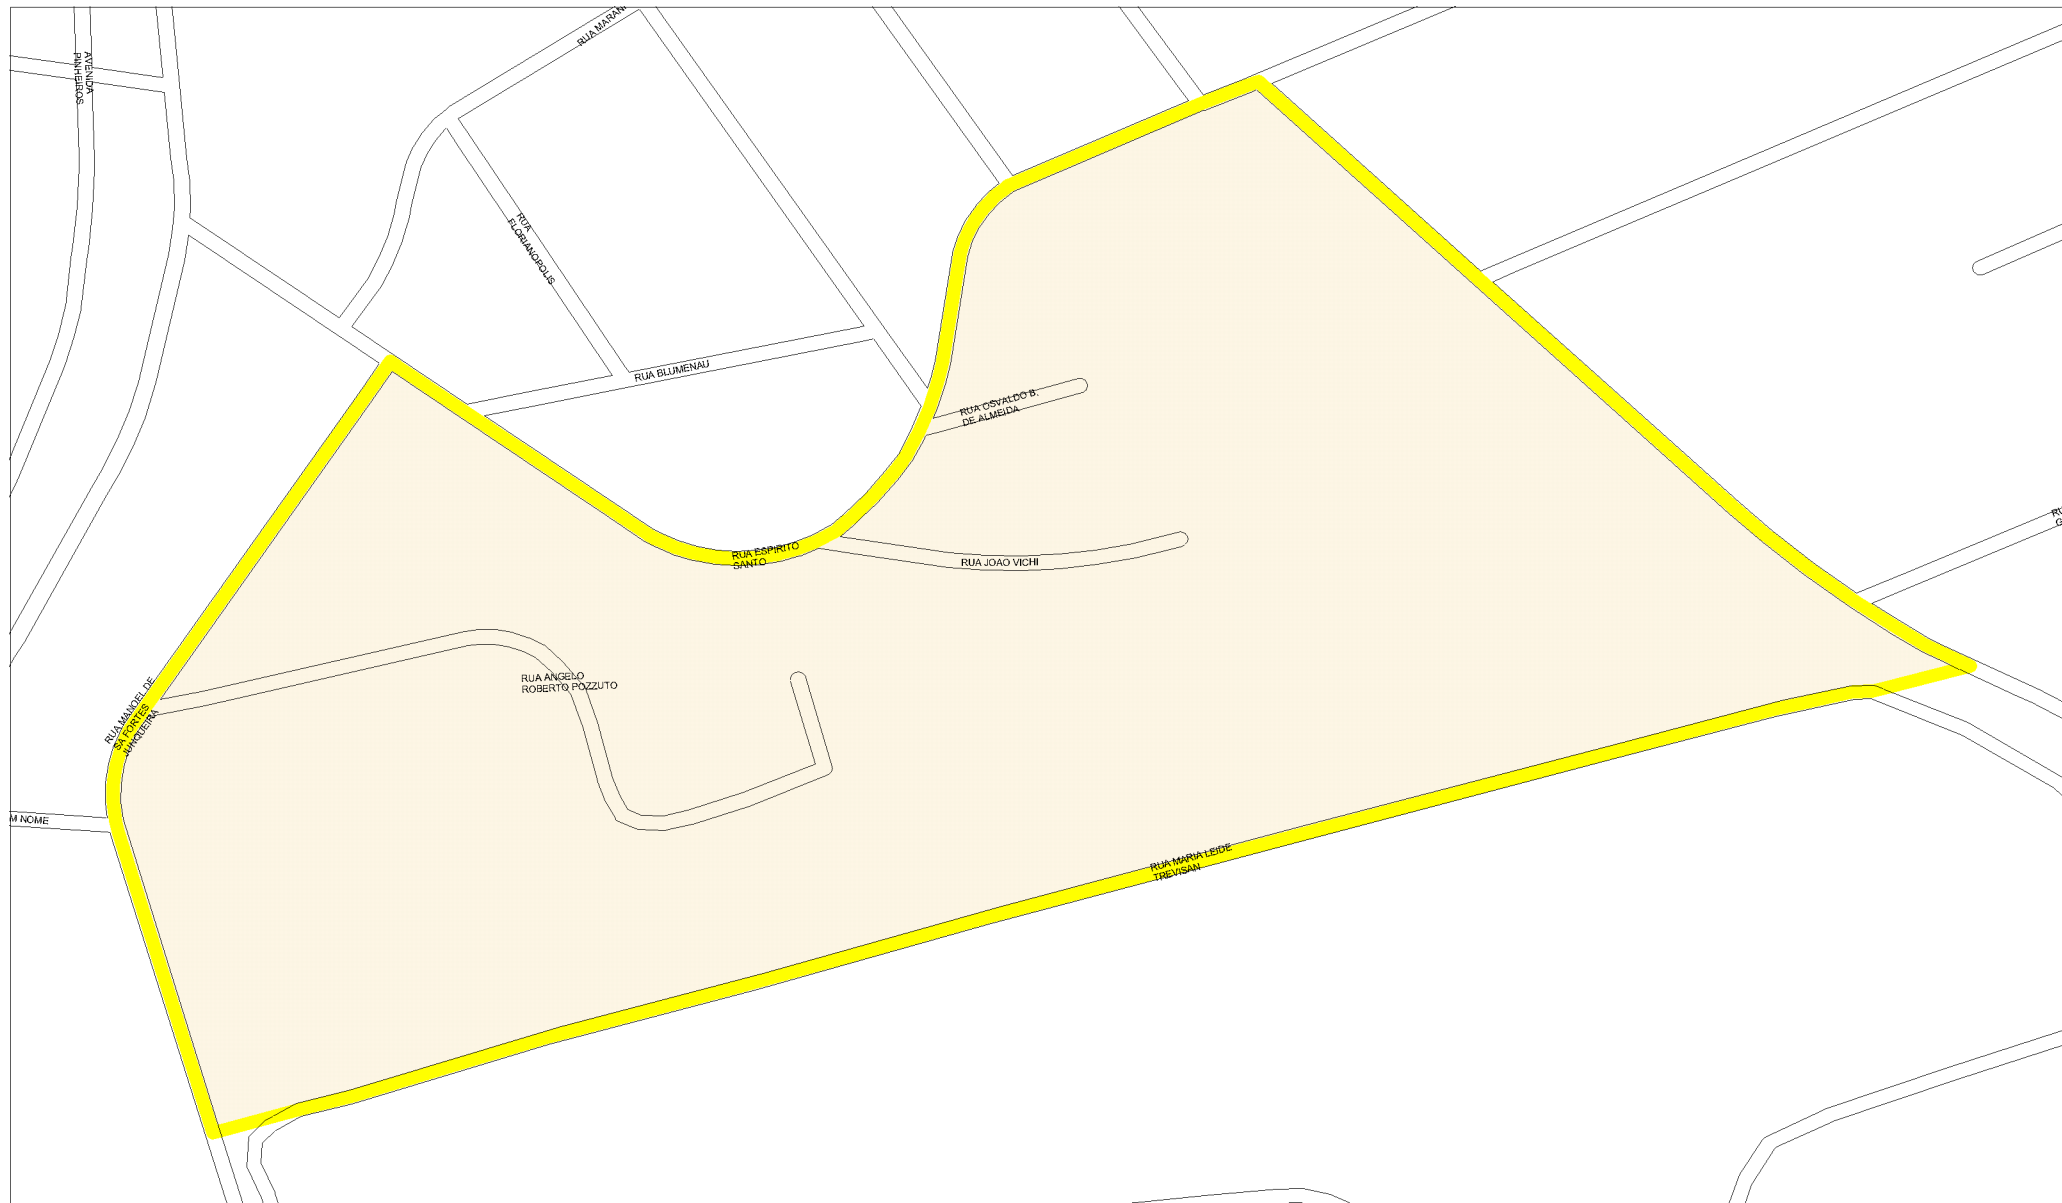 RUA MARAN
AVENIDA
PINHEIROS
RUA
FLORIANOPOLIS
RUA BLUMENAU
RUA OSVALDO B.
DE ALMEIDA
RUA ESPIRITO
SANTO
RUA JOAO VICHI
RUA ANGELO
ROBERTO POZZUTO
RUA MANOEL DE
SA FORTES
JUNQUEIRA
M NOME
RUA MARIA LEIDE
TREVISAN